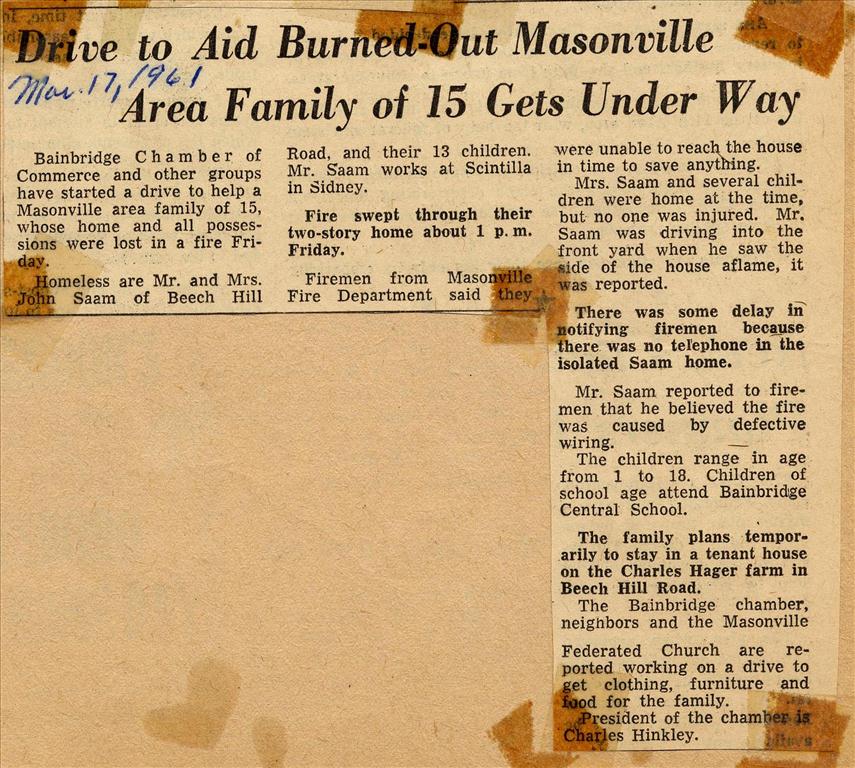 Drive to Aid Burned-Out Masonville
Mar. 17, 1961
Area Family of 15 Gets Under Way
Bainbridge Chamber of
Commerce and other groups
have started a drive to help a
Masonville area family of 15,
whose home and all posses-
sions were lost in a fire Fri-
day.
Homeless are Mr. and Mrs.
John Saam of Beech Hill
Road, and their 13 children.
Mr. Saam works at Scintilla
in Sidney.
Fire swept through their
two-story home about 1 p. m.
Friday.
Firemen from Masonville
Fire Department said they
were unable to reach the house
in time to save anything.
Mrs. Saam and several chil-
dren were home at the time,
but no one was injured. Mr.
Saam was driving into the
front yard when he saw the
side of the house aflame, it
was reported.
There was some delay in
notifying firemen because
there was no telephone in the
isolated Saam home.
Mr. Saam reported to fire-
men that he believed the fire
was caused by defective
wiring.
The children range in age
from 1 to 18. Children of
school age attend Bainbridge
Central School.
The family plans tempor-
arily to stay in a tenant house
on the Charles Hager farm in
Beech Hill Road.
The Bainbridge chamber,
neighbors and the Masonville
Federated Church are re-
ported working on a drive to
get clothing, furniture and
food for the family.
President of the chamber is
Charles Hinkley.